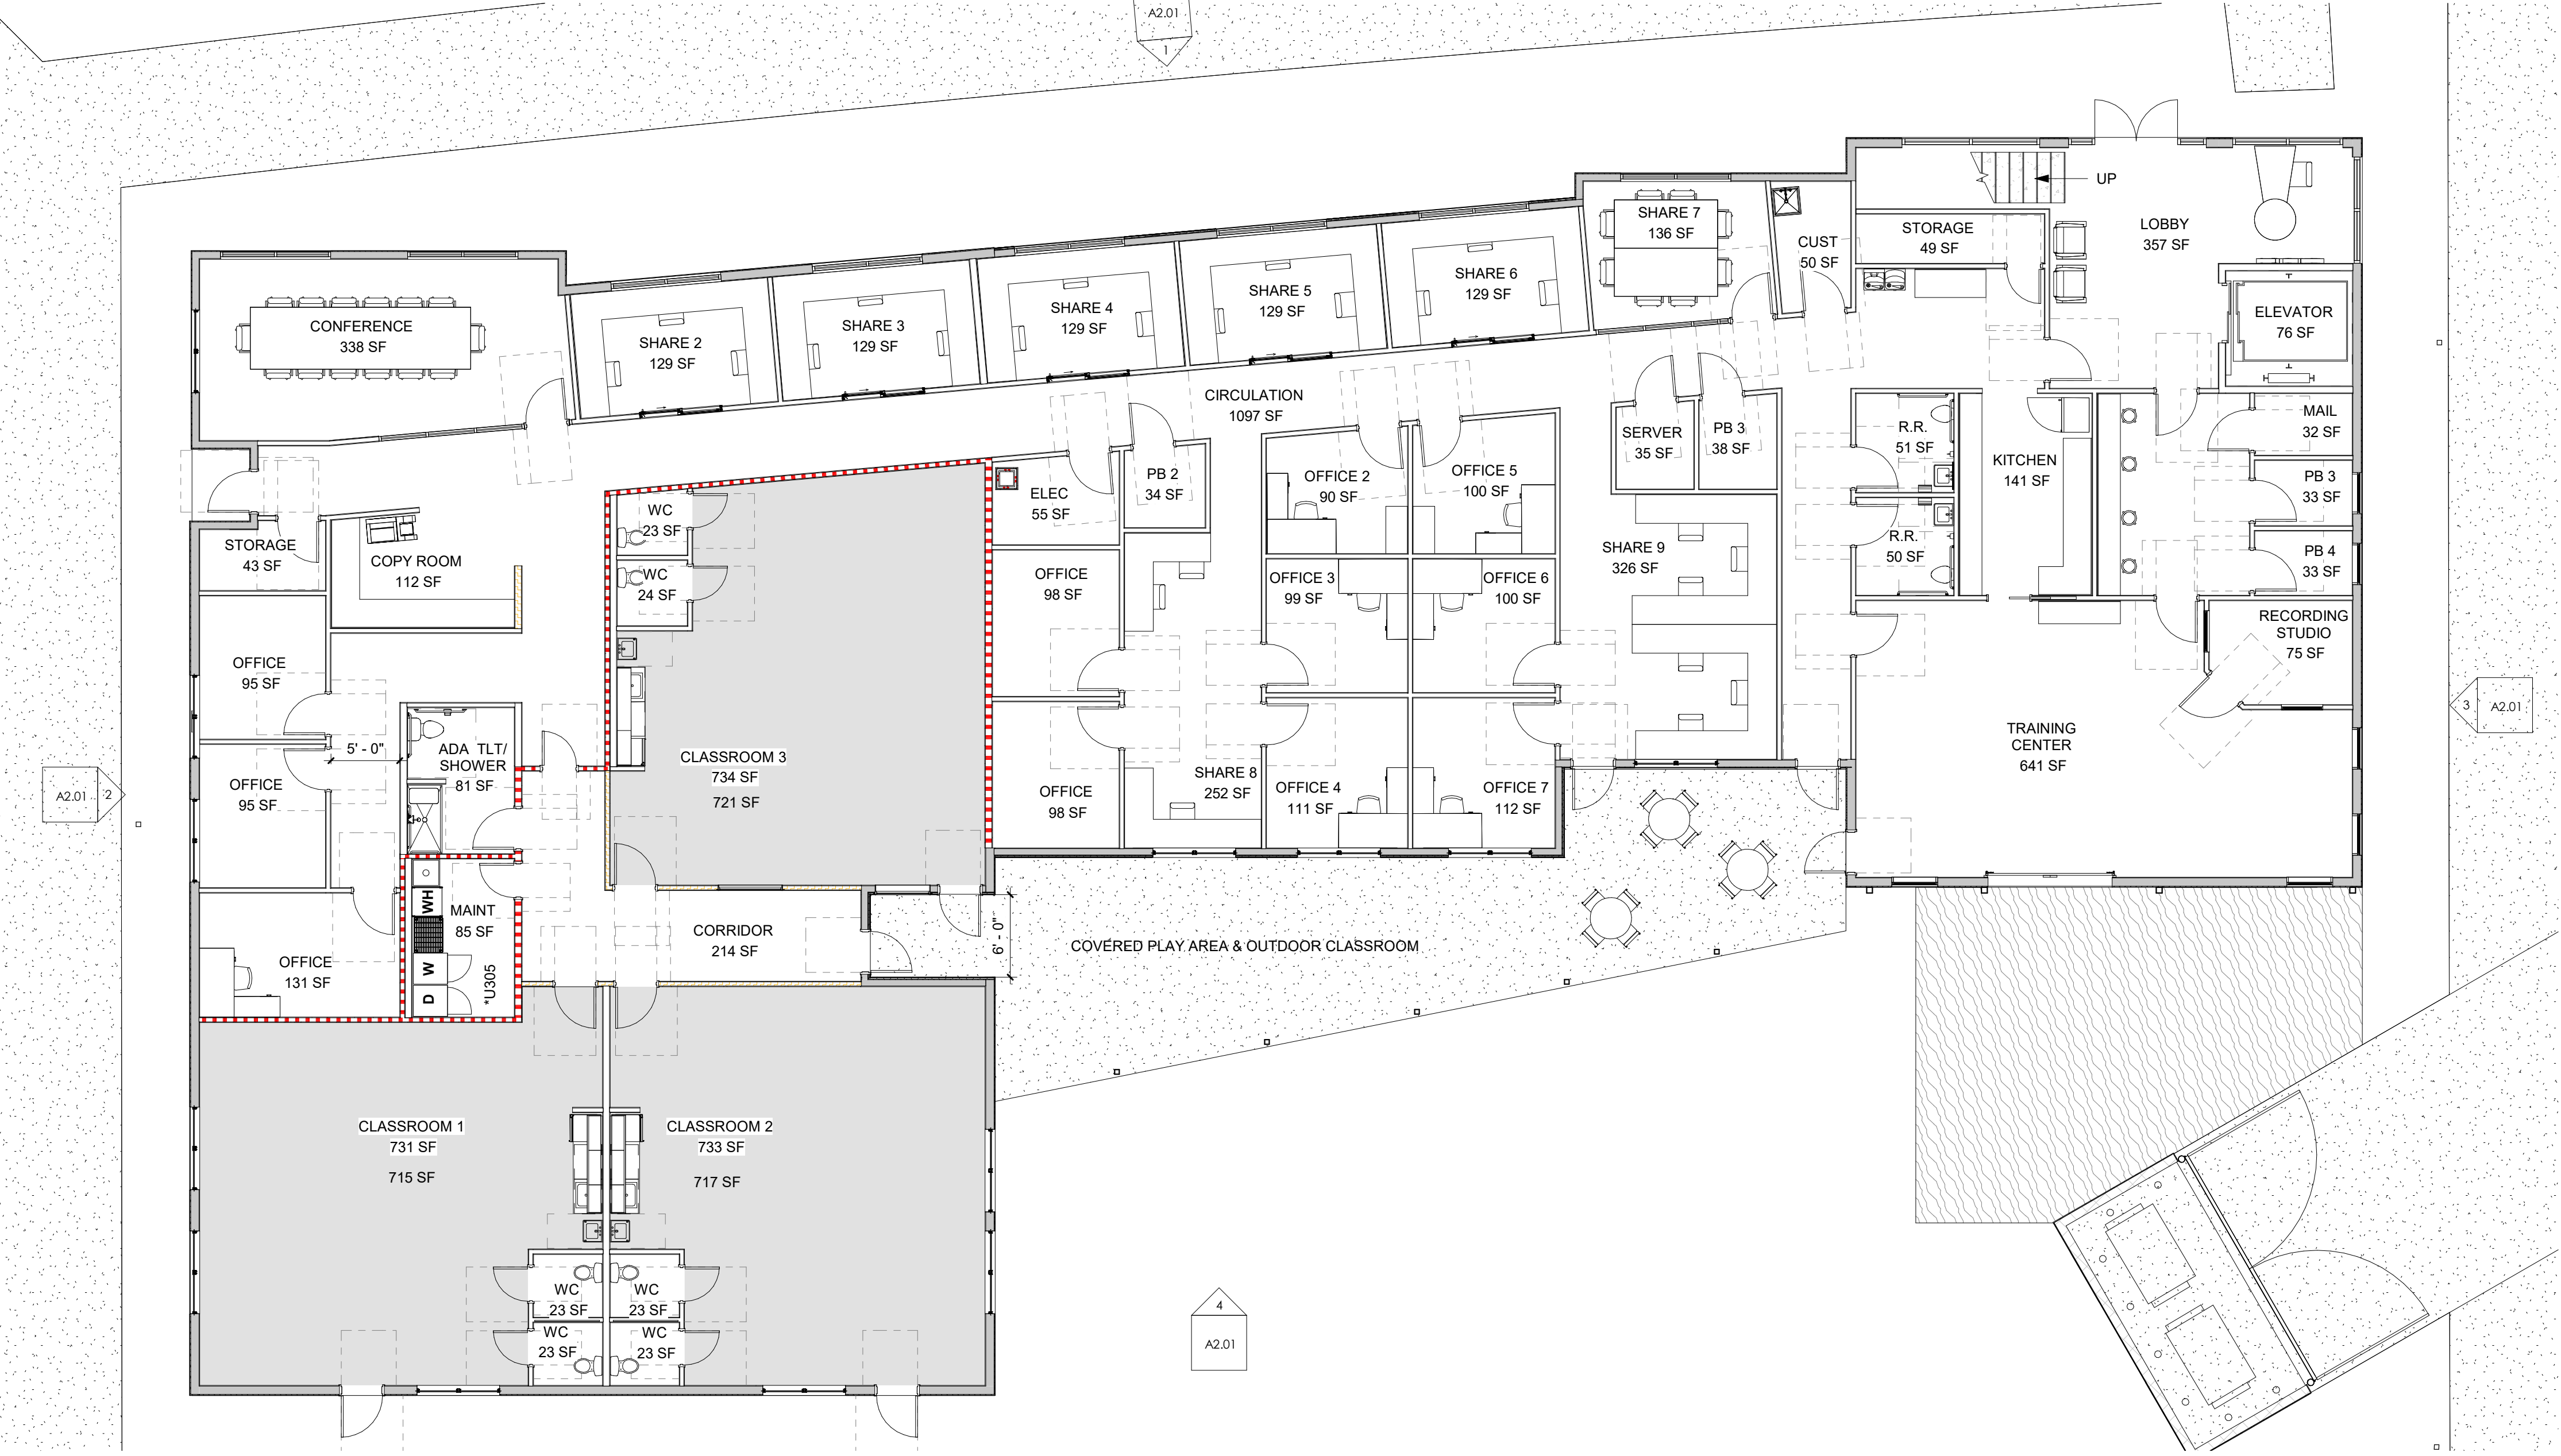 A2.01
1
UP
LOBBY
357 SF
STORAGE
49 SF
SHARE 7
136 SF
CUST
50 SF
ELEVATOR
76 SF
SHARE 6
129 SF
SHARE 5
129 SF
SHARE 4
129 SF
SHARE 3
129 SF
SHARE 2
129 SF
CONFERENCE
338 SF
CIRCULATION
1097 SF
MAIL
32 SF
R.R.
51 SF
KITCHEN
141 SF
PB 3
33 SF
PB 4
33 SF
R.R.
50 SF
SERVER
35 SF
PB 3
38 SF
OFFICE 2
90 SF
OFFICE 5
100 SF
PB 2
34 SF
ELEC
55 SF
WC
23 SF
WC
24 SF
STORAGE
43 SF
COPY ROOM
112 SF
OFFICE
98 SF
OFFICE 3
99 SF
OFFICE 6
100 SF
SHARE 9
326 SF
RECORDING
STUDIO
75 SF
OFFICE
95 SF
5' - 0"
ADA TLT/
SHOWER
81 SF
OFFICE
95 SF
CLASSROOM 3
734 SF
721 SF
OFFICE
98 SF
SHARE 8
252 SF
OFFICE 4
111 SF
OFFICE 7
112 SF
TRAINING
CENTER
641 SF
3
A2.01
A2.01
2
WH
MAINT
85 SF
W
D
*U305
OFFICE
131 SF
CORRIDOR
214 SF
6' - 0"
COVERED PLAY AREA & OUTDOOR CLASSROOM
CLASSROOM 1
731 SF
715 SF
CLASSROOM 2
733 SF
717 SF
WC
23 SF
WC
23 SF
WC
23 SF
WC
23 SF
4
A2.01